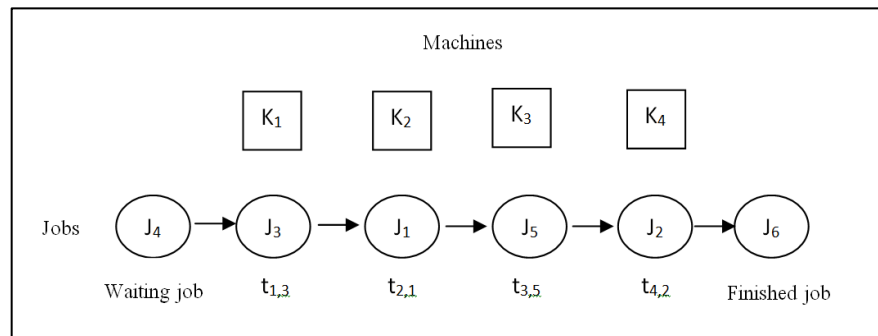 Machines
K₁ K₂ K₃ K₄
Jobs J₄ J₃ J₁ J₅ J₂ J₆
Waiting job t₁,₃ t₂,₁ t₃,₅ t₄,₂ Finished job